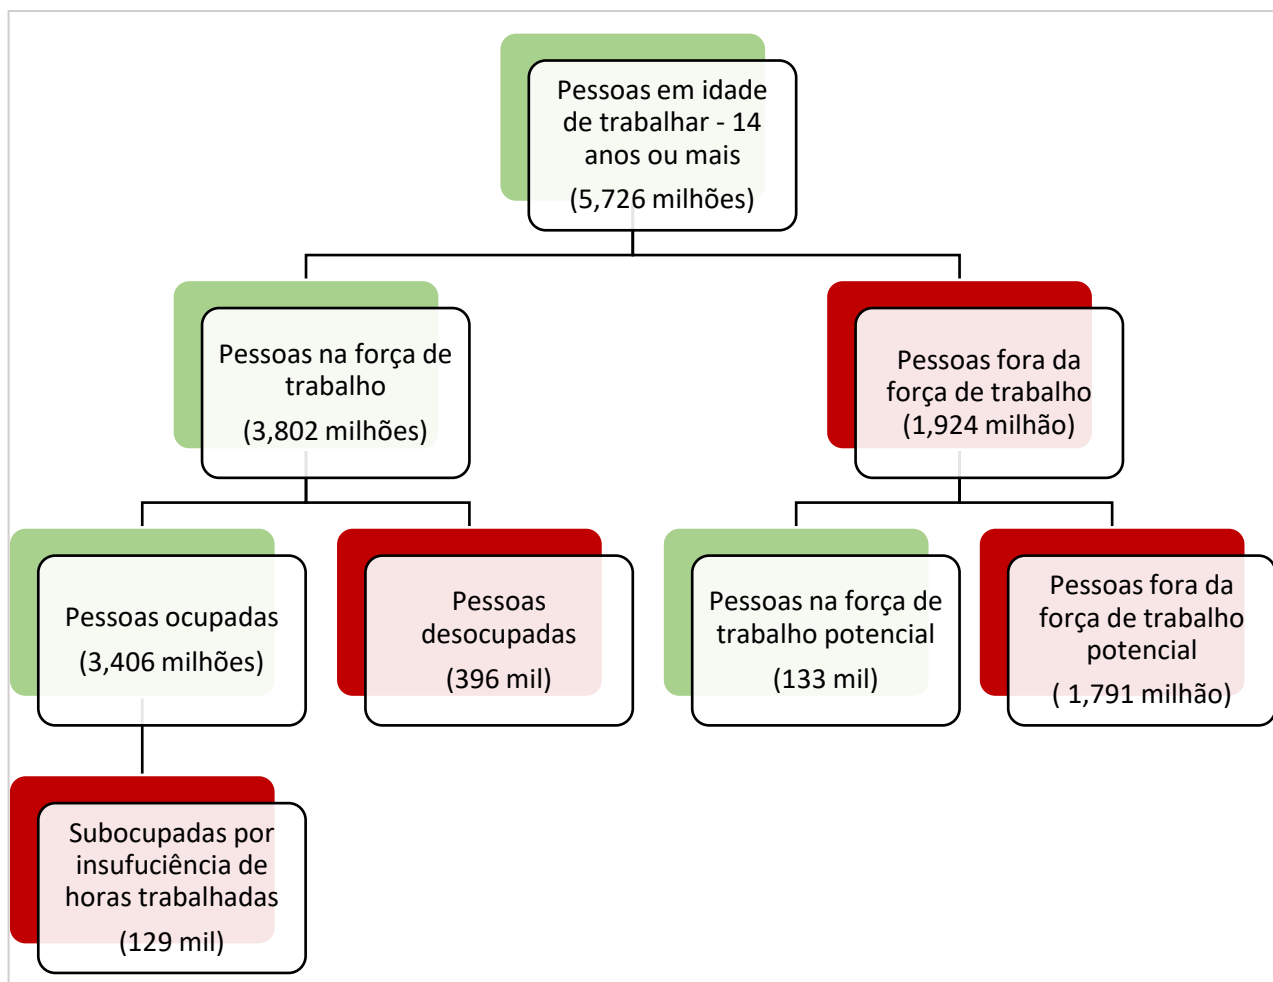 Pessoas em idade
de trabalhar - 14
anos ou mais
(5,726 milhões)
Pessoas na força de
trabalho
(3,802 milhões)
Pessoas fora da
força de trabalho
(1,924 milhão)
Pessoas ocupadas
(3,406 milhões)
Pessoas
desocupadas
(396 mil)
Pessoas na força de
trabalho potencial
(133 mil)
Pessoas fora da
força de trabalho
potencial
( 1,791 milhão)
Subocupadas por
insufuciência de
horas trabalhadas
(129 mil)